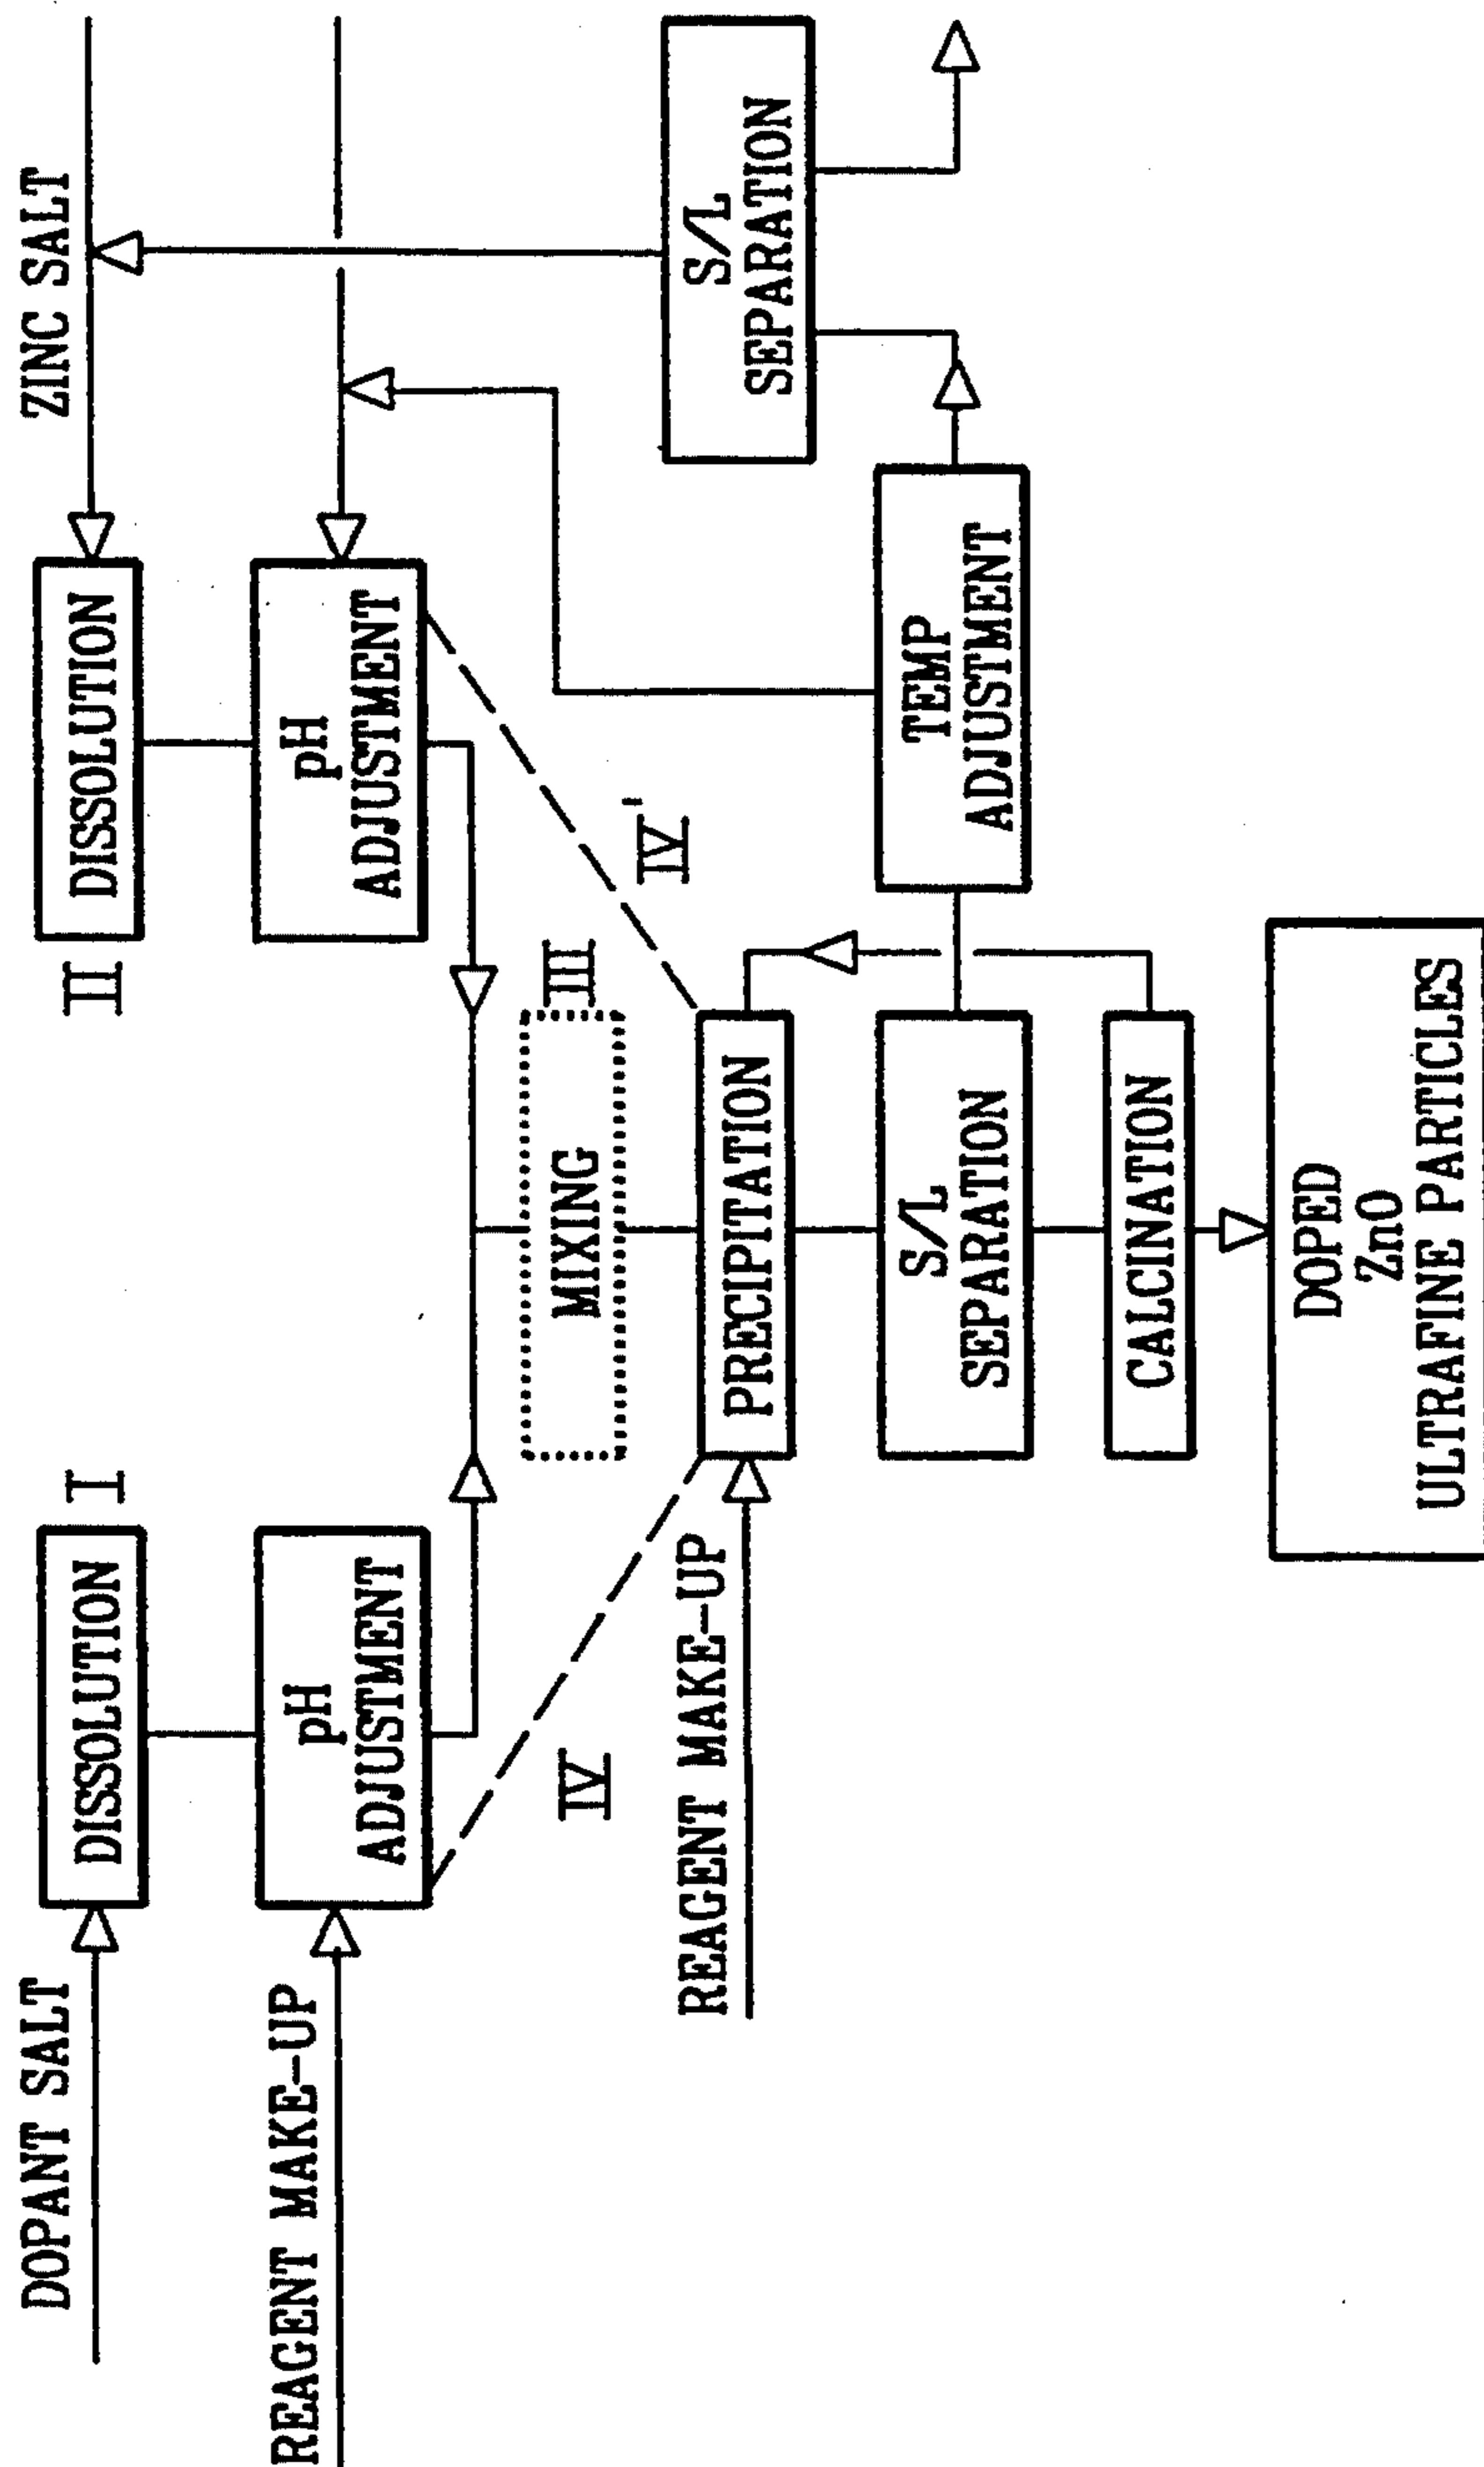 DOPANT SALT
ZINC SALT
DISSOLUTION
I
II
DISSOLUTION
REAGENT MAKE-UP
pH
ADJUSTMENT
pH
ADJUSTMENT
III
MIXING
IV
IV'
REAGENT MAKE-UP
PRECIPITATION
S/L
SEPARATION
S/L
SEPARATION
TEMP
ADJUSTMENT
CALCINATION
DOPED
ZnO
ULTRAFINE PARTICLES